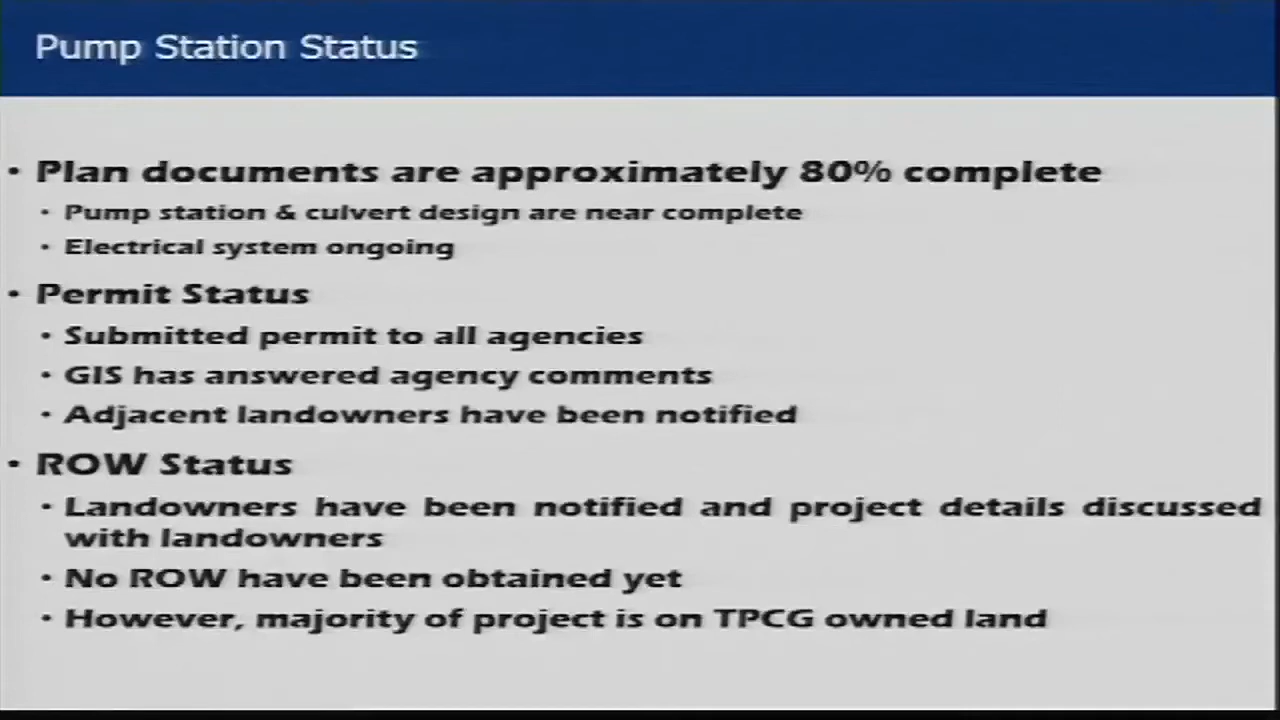 Pump Station Status
• Plan documents are approximately 80% complete
• Pump station & culvert design are near complete
• Electrical system ongoing
• Permit Status
• Submitted permit to all agencies
• GIS has answered agency comments
• Adjacent landowners have been notified
• ROW Status
• Landowners have been notified and project details discussed
with landowners
• No ROW have been obtained yet
• However, majority of project is on TPCG owned land